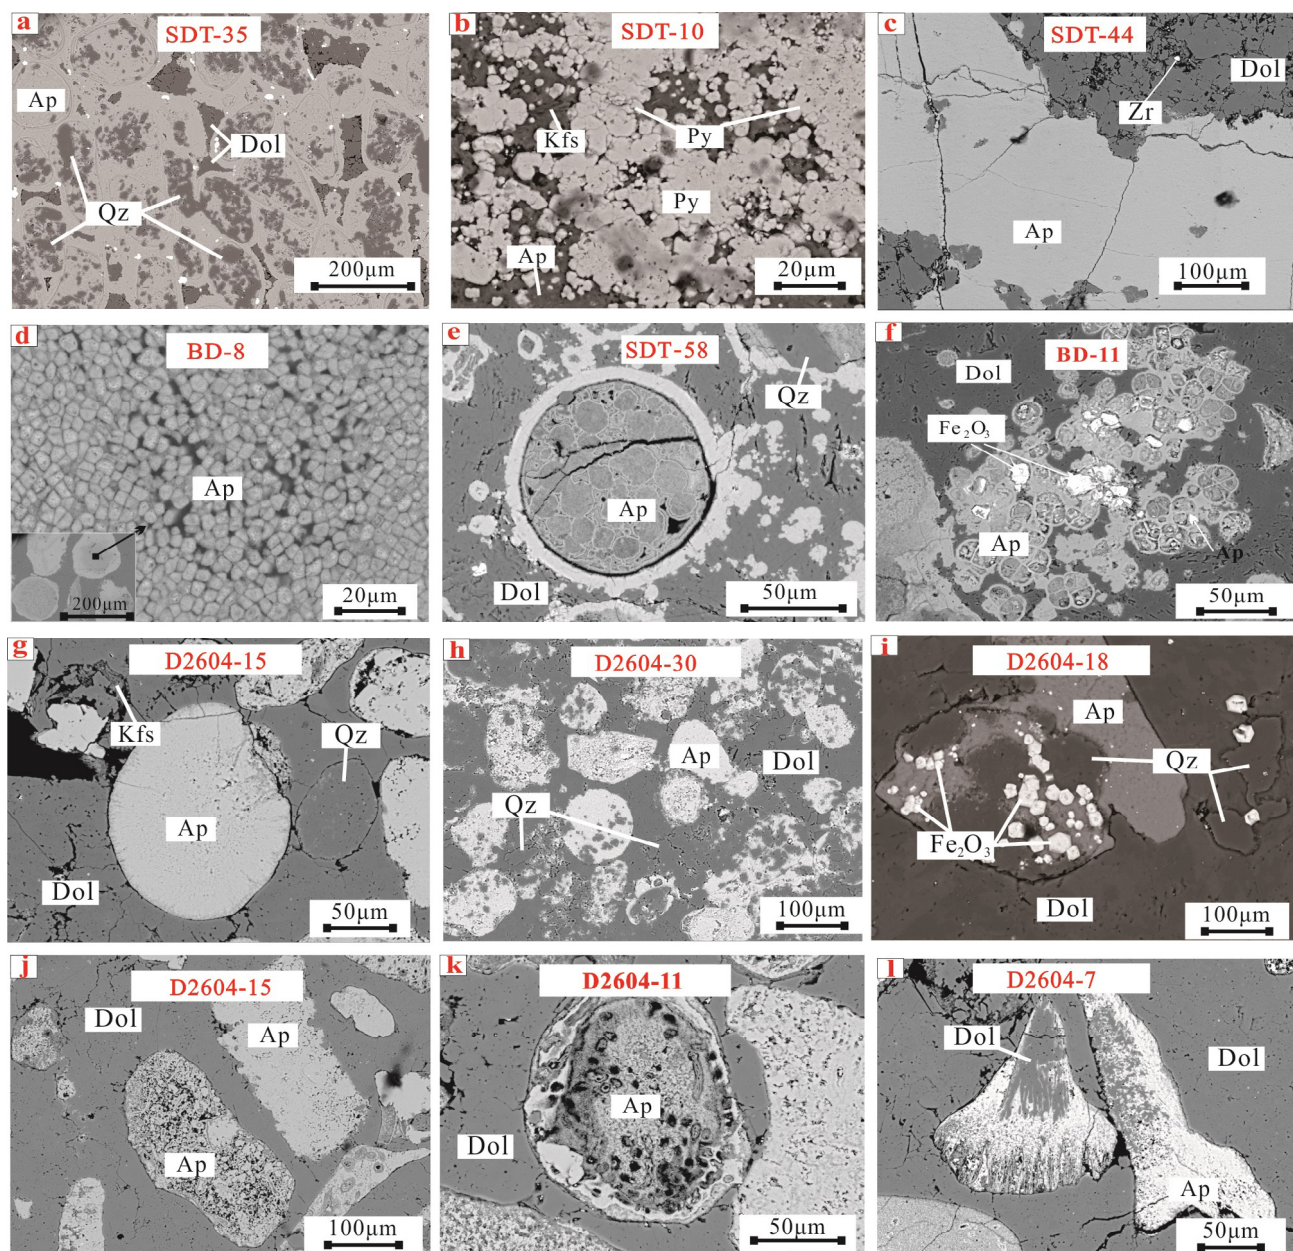 a
SDT-35
Ap
Dol
Qz
200μm
b
SDT-10
Kfs
Py
Py
Ap
20μm
c
SDT-44
Dol
Zr
Ap
100μm
d
BD-8
Ap
200μm
20μm
e
SDT-58
Qz
Ap
Dol
50μm
f
BD-11
Dol
Fe₂O₃
Ap
Ap
50μm
g
D2604-15
Kfs
Qz
Ap
Dol
50μm
h
D2604-30
Ap
Dol
Qz
100μm
i
D2604-18
Ap
Qz
Fe₂O₃
Dol
100μm
j
D2604-15
Dol
Ap
Ap
100μm
k
D2604-11
Ap
Dol
50μm
l
D2604-7
Dol
Dol
Ap
50μm